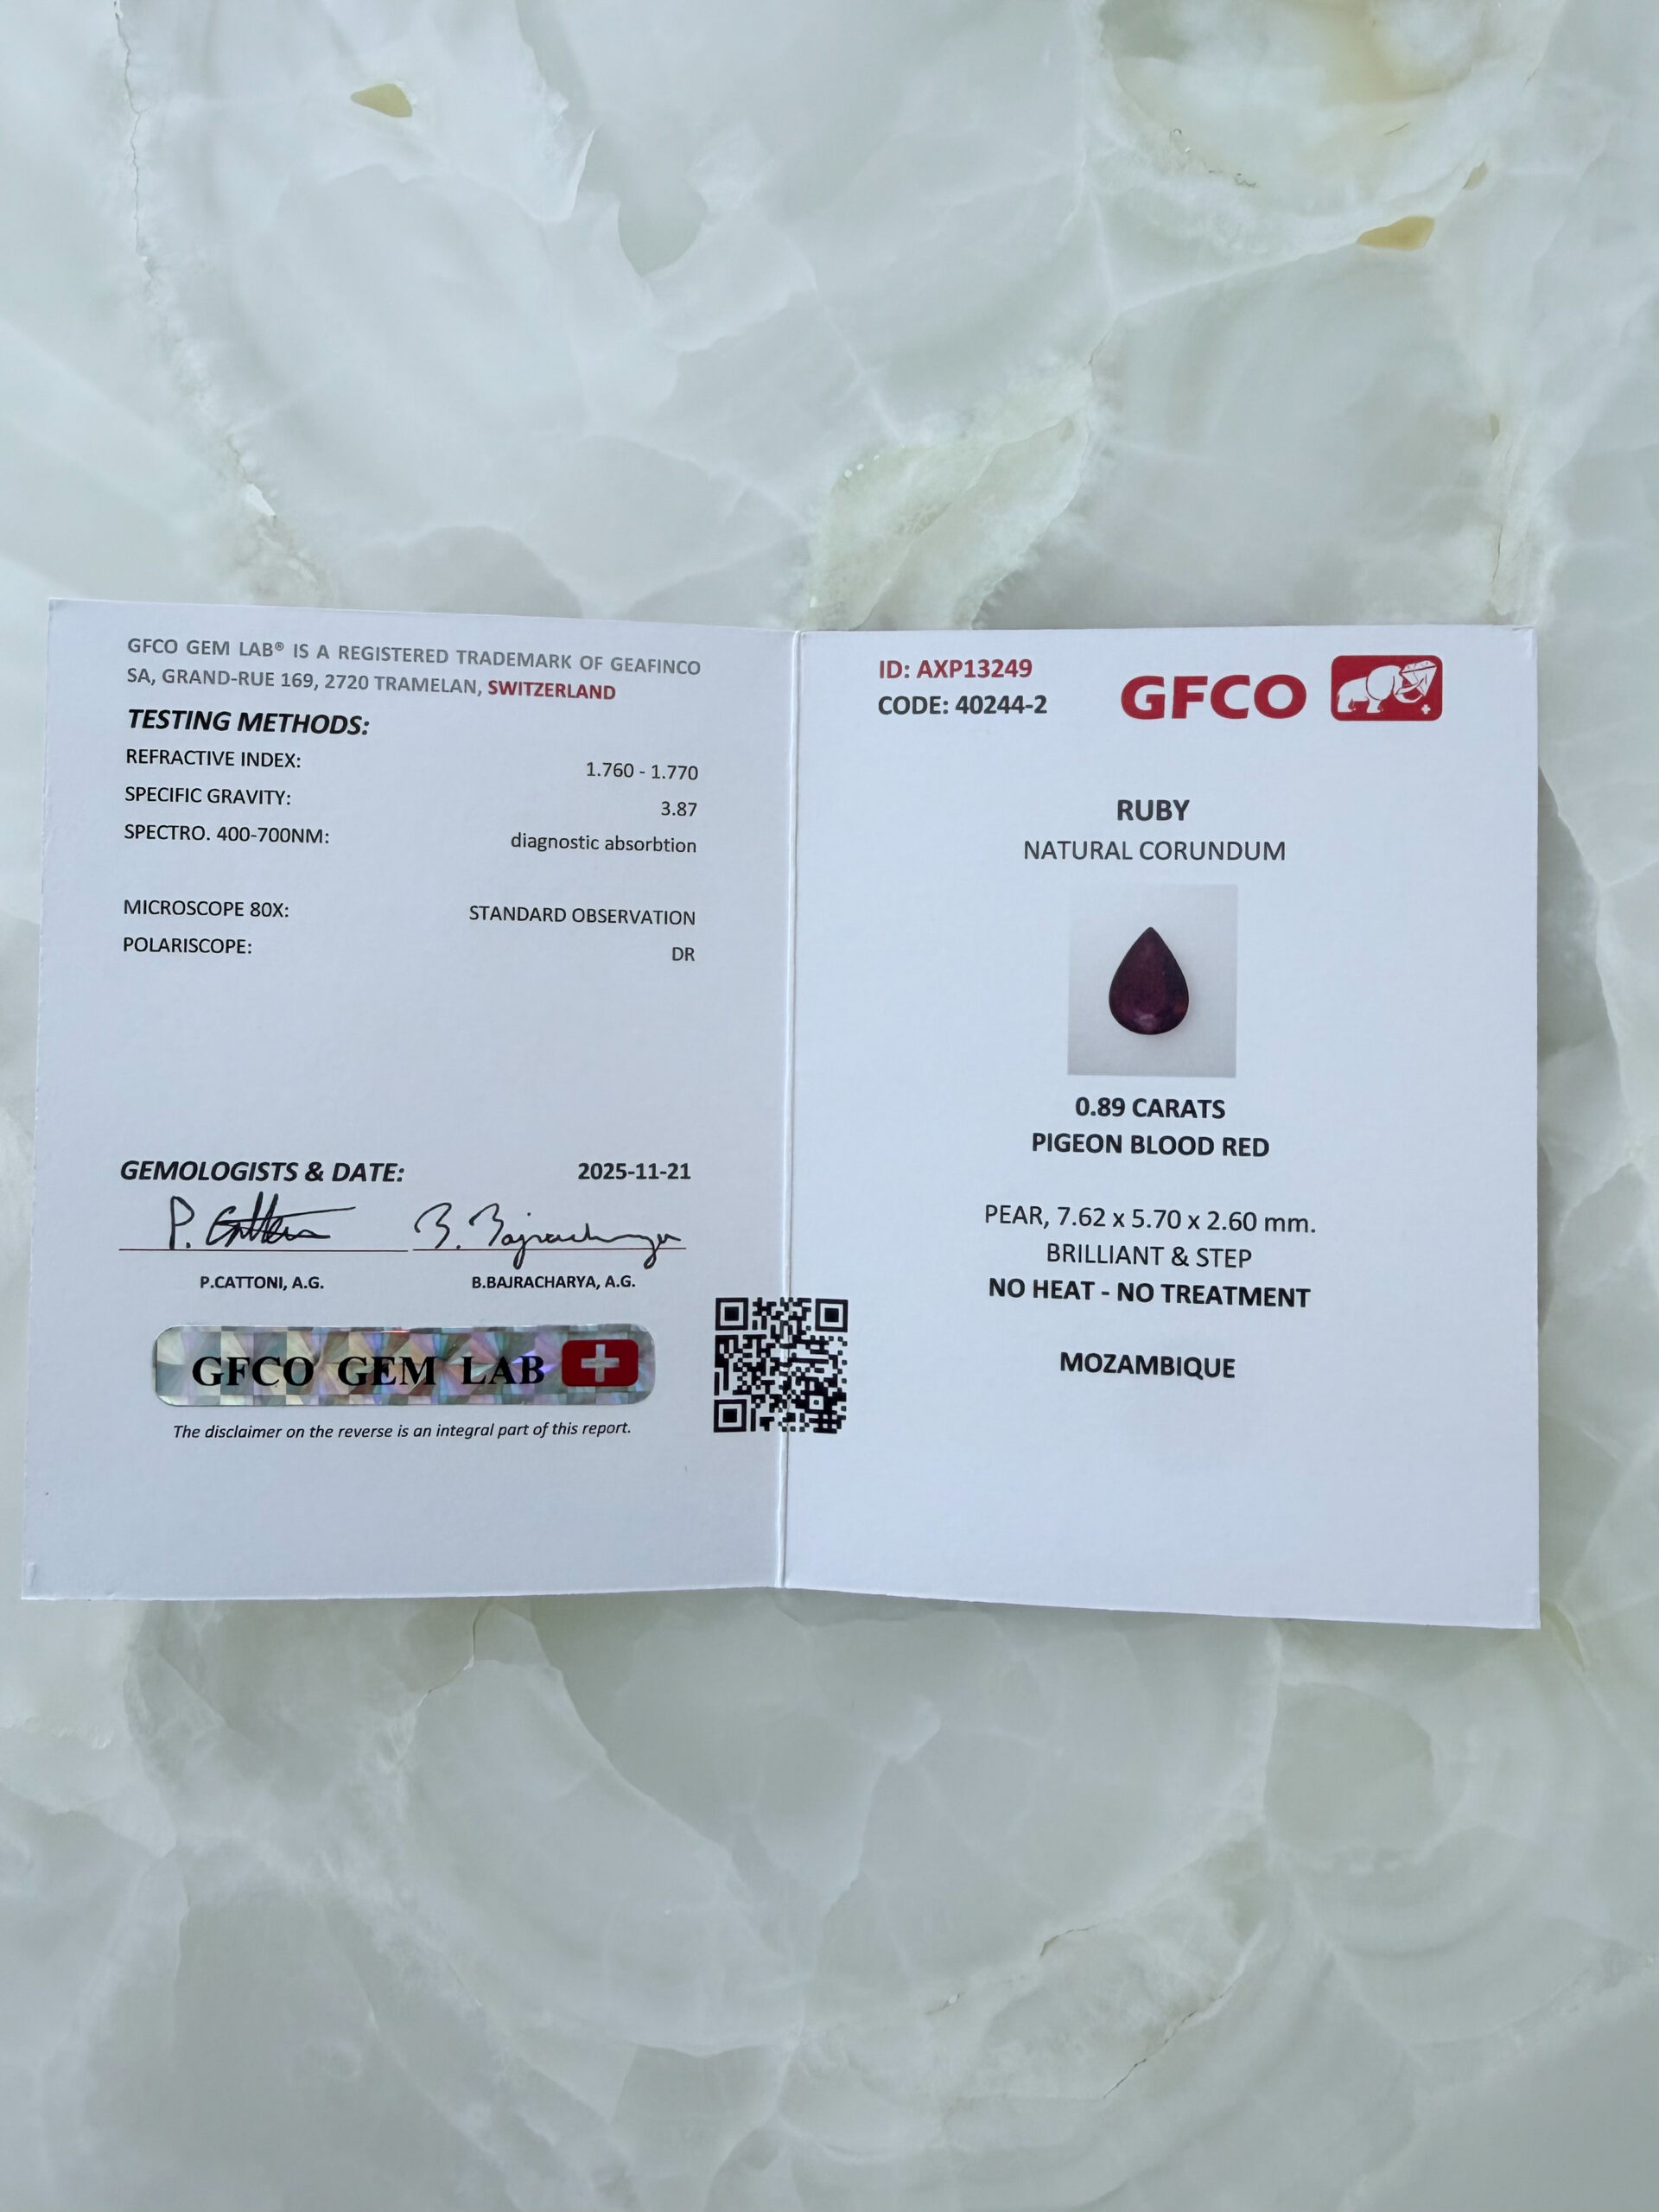 GFCO GEM LAB® IS A REGISTERED TRADEMARK OF GEAFINCO
SA, GRAND-RUE 169, 2720 TRAMELAN, SWITZERLAND
TESTING METHODS:
REFRACTIVE INDEX: 1.760 - 1.770
SPECIFIC GRAVITY: 3.87
SPECTRO. 400-700NM: diagnostic absorbtion
MICROSCOPE 80X: STANDARD OBSERVATION
POLARISCOPE: DR
GEMOLOGISTS & DATE: 2025-11-21
P. Cattoni B. Bajracharya
P.CATTONI, A.G. B.BAJRACHARYA, A.G.
GFCO GEM LAB
The disclaimer on the reverse is an integral part of this report.
ID: AXP13249
CODE: 40244-2
GFCO
RUBY
NATURAL CORUNDUM
0.89 CARATS
PIGEON BLOOD RED
PEAR, 7.62 x 5.70 x 2.60 mm.
BRILLIANT & STEP
NO HEAT - NO TREATMENT
MOZAMBIQUE